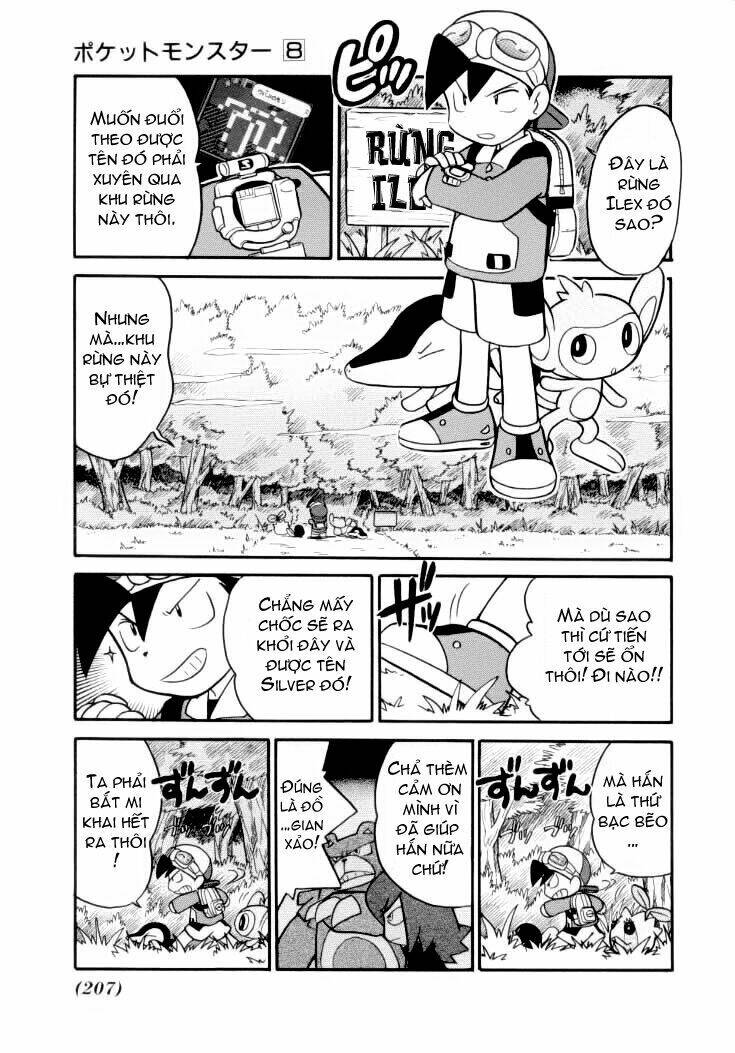 ポケットモンスター 8
ピッ
RỪNG
ILE
ĐÂY LÀ
RỪNG
ILEX ĐÓ
SAO?
MUỐN ĐUỔI
THEO ĐƯỢC
TÊN ĐÓ PHẢI
XUYÊN QUA
KHU RỪNG
NÀY THÔI.
NHƯNG
MÀ...KHU
RỪNG NÀY
BỰ THIỆT
ĐÓ!
MÀ DÙ SAO
THÌ CỨ TIẾN
TỚI SẼ ỔN
THÔI! ĐI NÀO!!
CHẲNG MẤY
CHỐC SẼ RA
KHỎI ĐÂY VÀ
ĐƯỢC TÊN
SILVER ĐÓ!
MÀ HẮN
LÀ THỨ
BẠC BẼO
...
ずんずん
CHẢ THÈM
CẢM ƠN
MÌNH VÌ
ĐÃ GIÚP
HẮN NỮA
CHỨ!
ĐÚNG
LÀ ĐỒ
...GIAN
XẢO!
ずんずん
TA PHẢI
BẮT MI
KHAI HẾT
RA THÔI
!
(207)